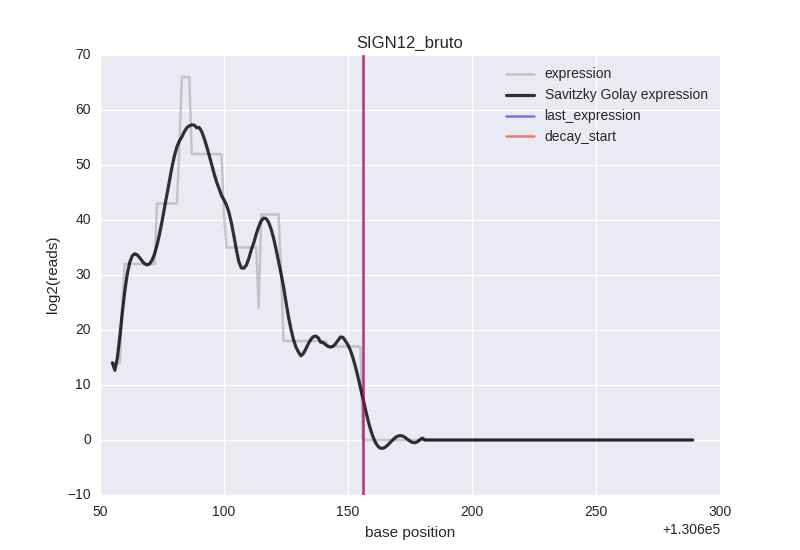 SIGN12_bruto
expression
Savitzky Golay expression
last_expression
decay_start
log2(reads)
70
60
50
40
30
20
10
0
−10
50 100 150 200 250 300
+1.306e5
base position